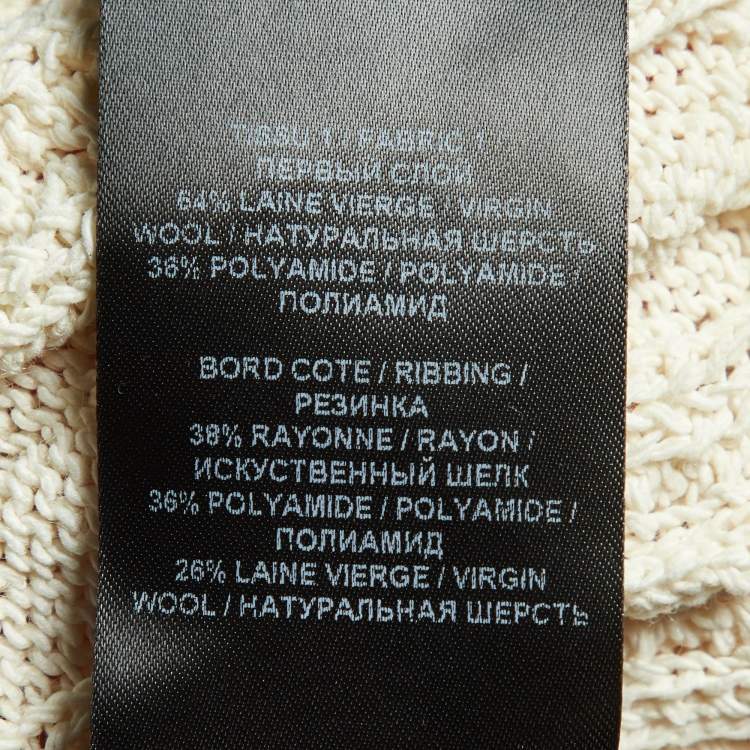 TISSU 1 / FABRIC 1
ПЕРВЫЙ СЛОЙ
64% LAINE VIERGE / VIRGIN
WOOL / НАТУРАЛЬНАЯ ШЕРСТЬ
36% POLYAMIDE / POLYAMIDE /
ПОЛИАМИД
BORD COTE / RIBBING /
РЕЗИНКА
38% RAYONNE / RAYON /
ИСКУСТВЕННЫЙ ШЕЛК
36% POLYAMIDE / POLYAMIDE /
ПОЛИАМИД
26% LAINE VIERGE / VIRGIN
WOOL / НАТУРАЛЬНАЯ ШЕРСТЬ